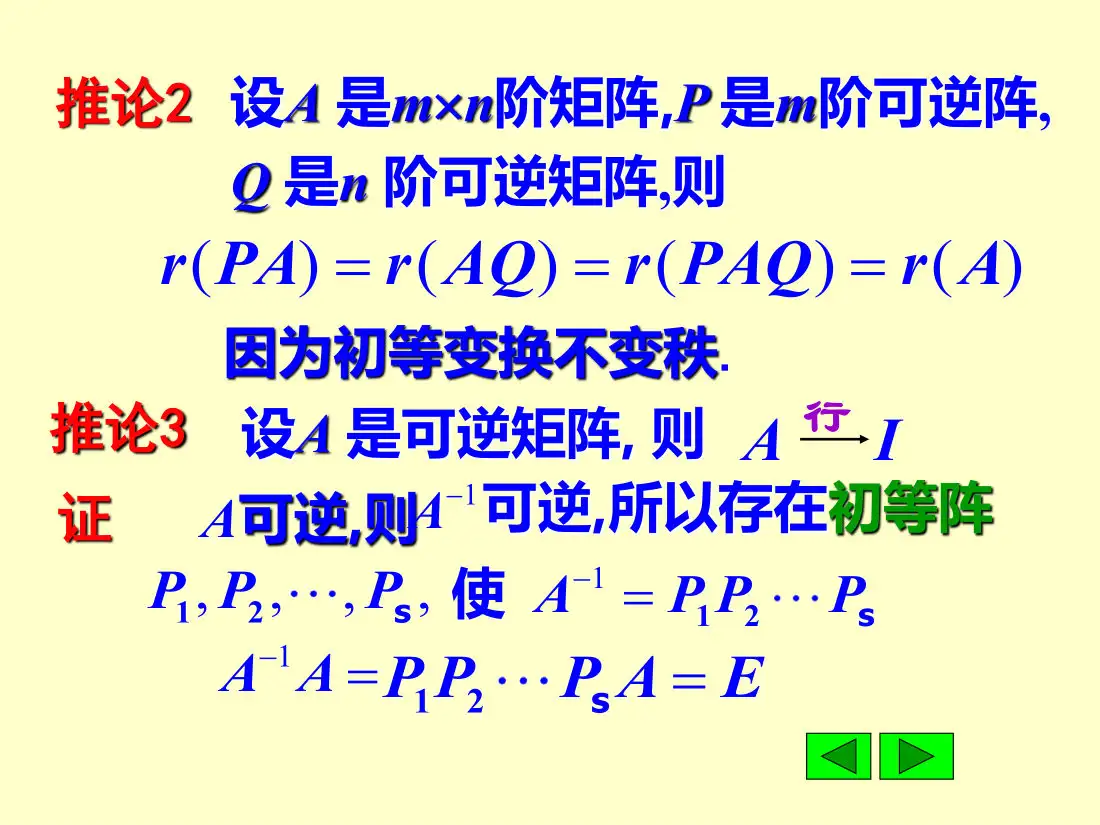 推论2 设A 是m×n阶矩阵,P 是m阶可逆阵,
Q 是n 阶可逆矩阵,则
r(PA) = r(AQ) = r(PAQ) = r(A)
因为初等变换不变秩.
推论3 设A 是可逆矩阵, 则 A —行→ I
证 A可逆,则A⁻¹可逆,所以存在初等阵
P₁, P₂, ⋯, Pₛ, 使 A⁻¹ = P₁P₂⋯Pₛ
A⁻¹A = P₁P₂⋯PₛA = E